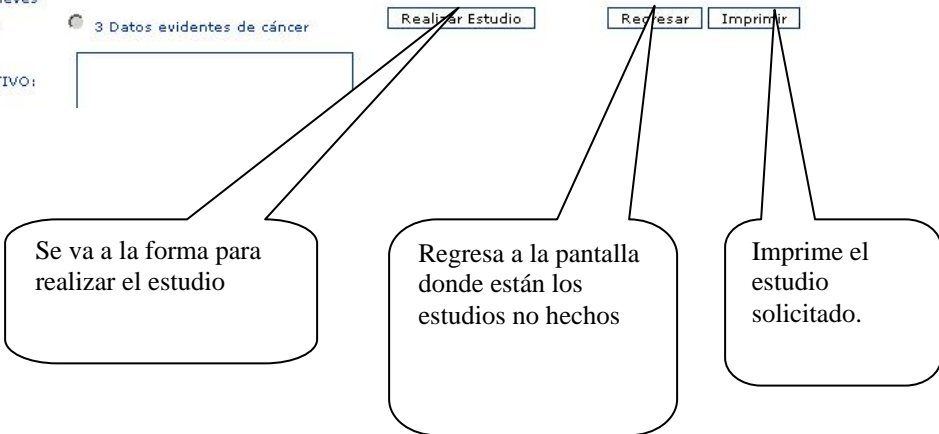 3 Datos evidentes de cáncer
Realizar Estudio
Regresar
Imprimir
Se va a la forma para
realizar el estudio
Regresa a la pantalla
donde están los
estudios no hechos
Imprime el
estudio
solicitado.